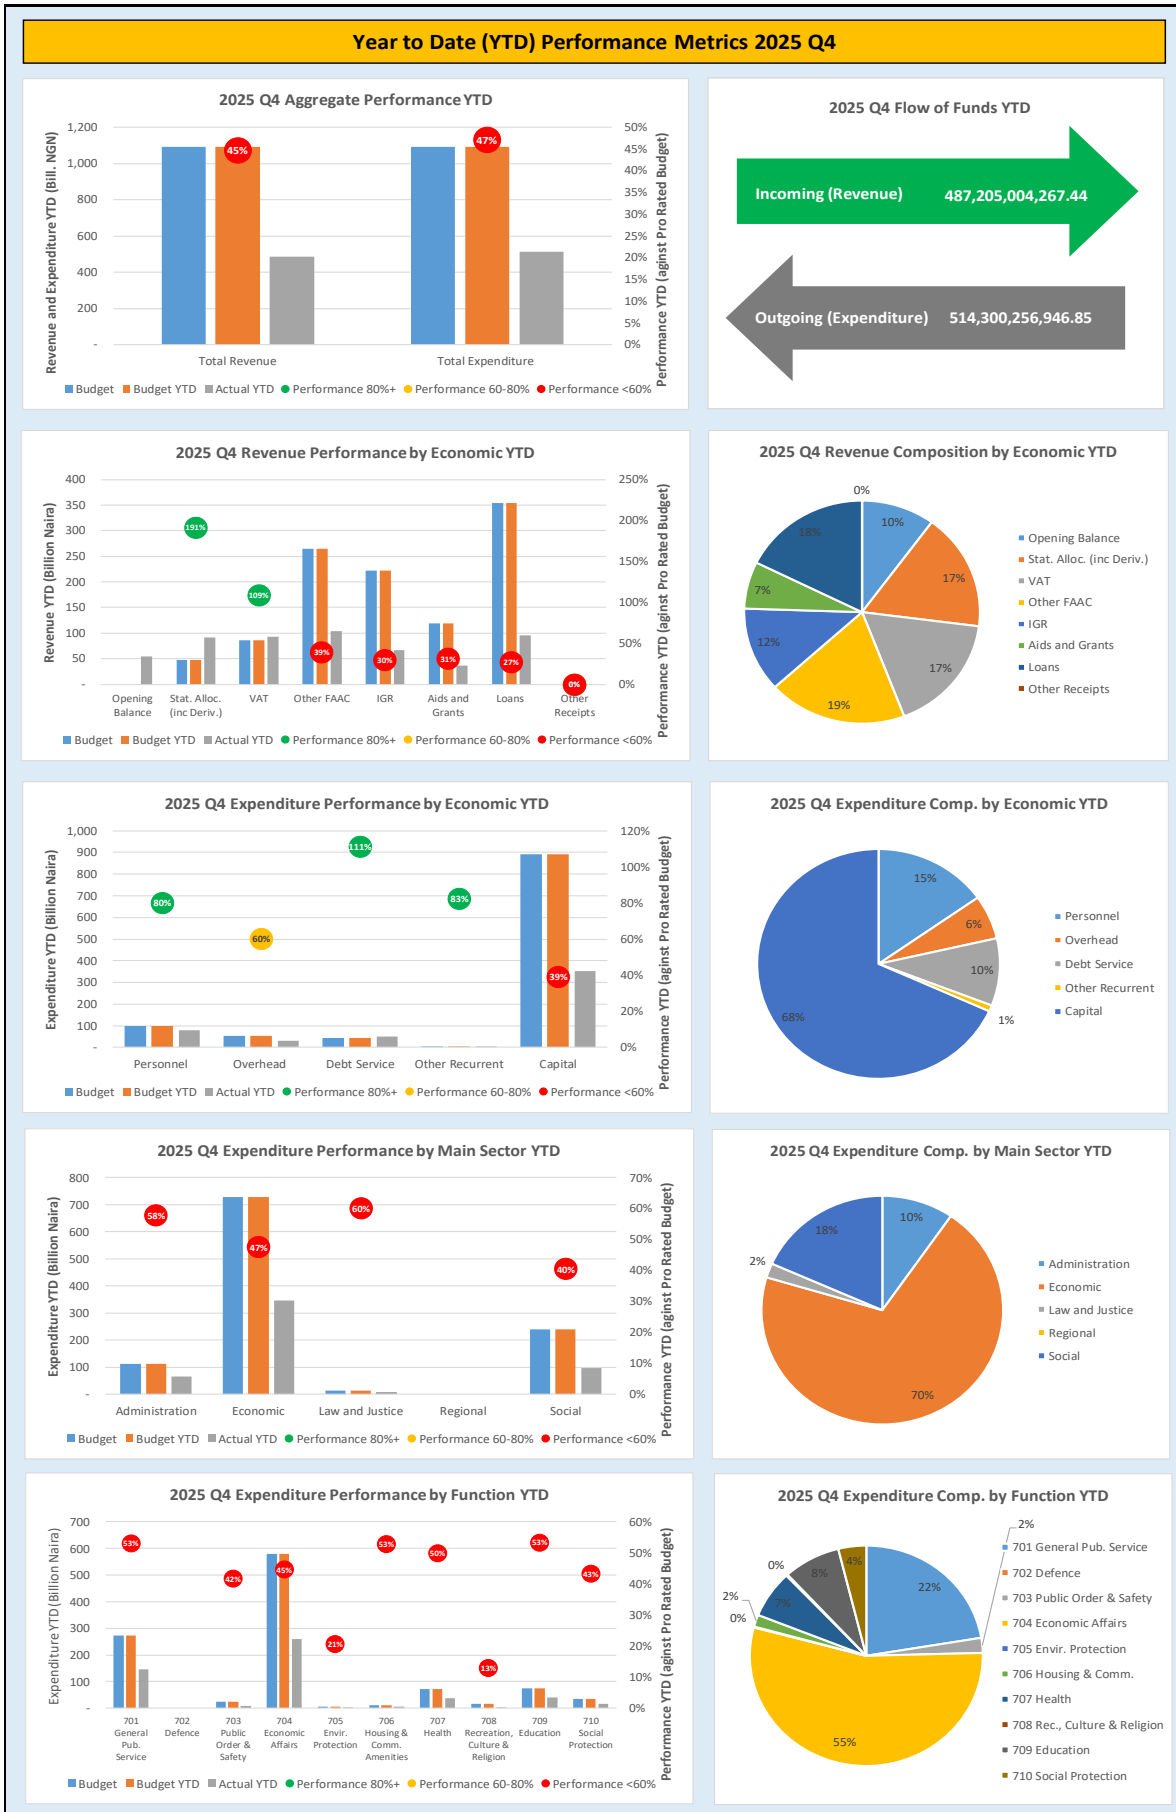 Year to Date (YTD) Performance Metrics 2025 Q4
2025 Q4 Aggregate Performance YTD
Revenue and Expenditure YTD (Bill. NGN)
1,200
1,000
800
600
400
200
-
45%
47%
50%
45%
40%
35%
30%
25%
20%
15%
10%
5%
0%
Performance YTD (aginst Pro Rated Budget)
Total Revenue
Total Expenditure
Budget
Budget YTD
Actual YTD
Performance 80%+
Performance 60-80%
Performance <60%
2025 Q4 Flow of Funds YTD
Incoming (Revenue) 487,205,004,267.44
Outgoing (Expenditure) 514,300,256,946.85
2025 Q4 Revenue Performance by Economic YTD
Revenue YTD (Billion Naira)
400
350
300
250
200
150
100
50
-
191%
109%
39%
30%
31%
27%
0%
250%
200%
150%
100%
50%
0%
Performance YTD (aginst Pro Rated Budget)
Opening Balance
Stat. Alloc. (inc Deriv.)
VAT
Other FAAC
IGR
Aids and Grants
Loans
Other Receipts
Budget
Budget YTD
Actual YTD
Performance 80%+
Performance 60-80%
Performance <60%
2025 Q4 Revenue Composition by Economic YTD
0%
10%
17%
17%
19%
12%
7%
18%
Opening Balance
Stat. Alloc. (inc Deriv.)
VAT
Other FAAC
IGR
Aids and Grants
Loans
Other Receipts
2025 Q4 Expenditure Performance by Economic YTD
Expenditure YTD (Billion Naira)
1,000
900
800
700
600
500
400
300
200
100
-
80%
60%
111%
83%
39%
120%
100%
80%
60%
40%
20%
0%
Performance YTD (aginst Pro Rated Budget)
Personnel
Overhead
Debt Service
Other Recurrent
Capital
Budget
Budget YTD
Actual YTD
Performance 80%+
Performance 60-80%
Performance <60%
2025 Q4 Expenditure Comp. by Economic YTD
15%
6%
10%
1%
68%
Personnel
Overhead
Debt Service
Other Recurrent
Capital
2025 Q4 Expenditure Performance by Main Sector YTD
Expenditure YTD (Billion Naira)
800
700
600
500
400
300
200
100
-
58%
47%
60%
40%
70%
60%
50%
40%
30%
20%
10%
0%
Performance YTD (aginst Pro Rated Budget)
Administration
Economic
Law and Justice
Regional
Social
Budget
Budget YTD
Actual YTD
Performance 80%+
Performance 60-80%
Performance <60%
2025 Q4 Expenditure Comp. by Main Sector YTD
10%
70%
2%
18%
Administration
Economic
Law and Justice
Regional
Social
2025 Q4 Expenditure Performance by Function YTD
Expenditure YTD (Billion Naira)
700
600
500
400
300
200
100
-
53%
42%
45%
21%
53%
50%
13%
53%
43%
60%
50%
40%
30%
20%
10%
0%
Performance YTD (aginst Pro Rated Budget)
701 General Pub. Service
702 Defence
703 Public Order & Safety
704 Economic Affairs
705 Envir. Protection
706 Housing & Comm. Amenities
707 Health
708 Recreation, Culture & Religion
709 Education
710 Social Protection
Budget
Budget YTD
Actual YTD
Performance 80%+
Performance 60-80%
Performance <60%
2025 Q4 Expenditure Comp. by Function YTD
2%
22%
55%
0%
2%
7%
0%
8%
4%
701 General Pub. Service
702 Defence
703 Public Order & Safety
704 Economic Affairs
705 Envir. Protection
706 Housing & Comm.
707 Health
708 Rec., Culture & Religion
709 Education
710 Social Protection